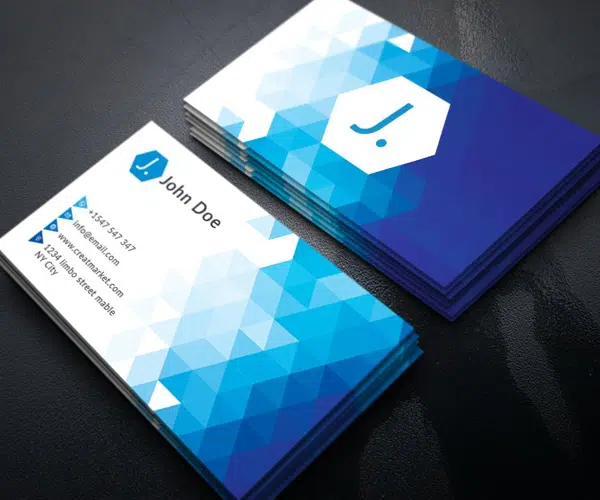 J.
J.
John Doe
+1547 547 347
info@email.com
www.creatmarket.com
1234 limbo street mable
NY City